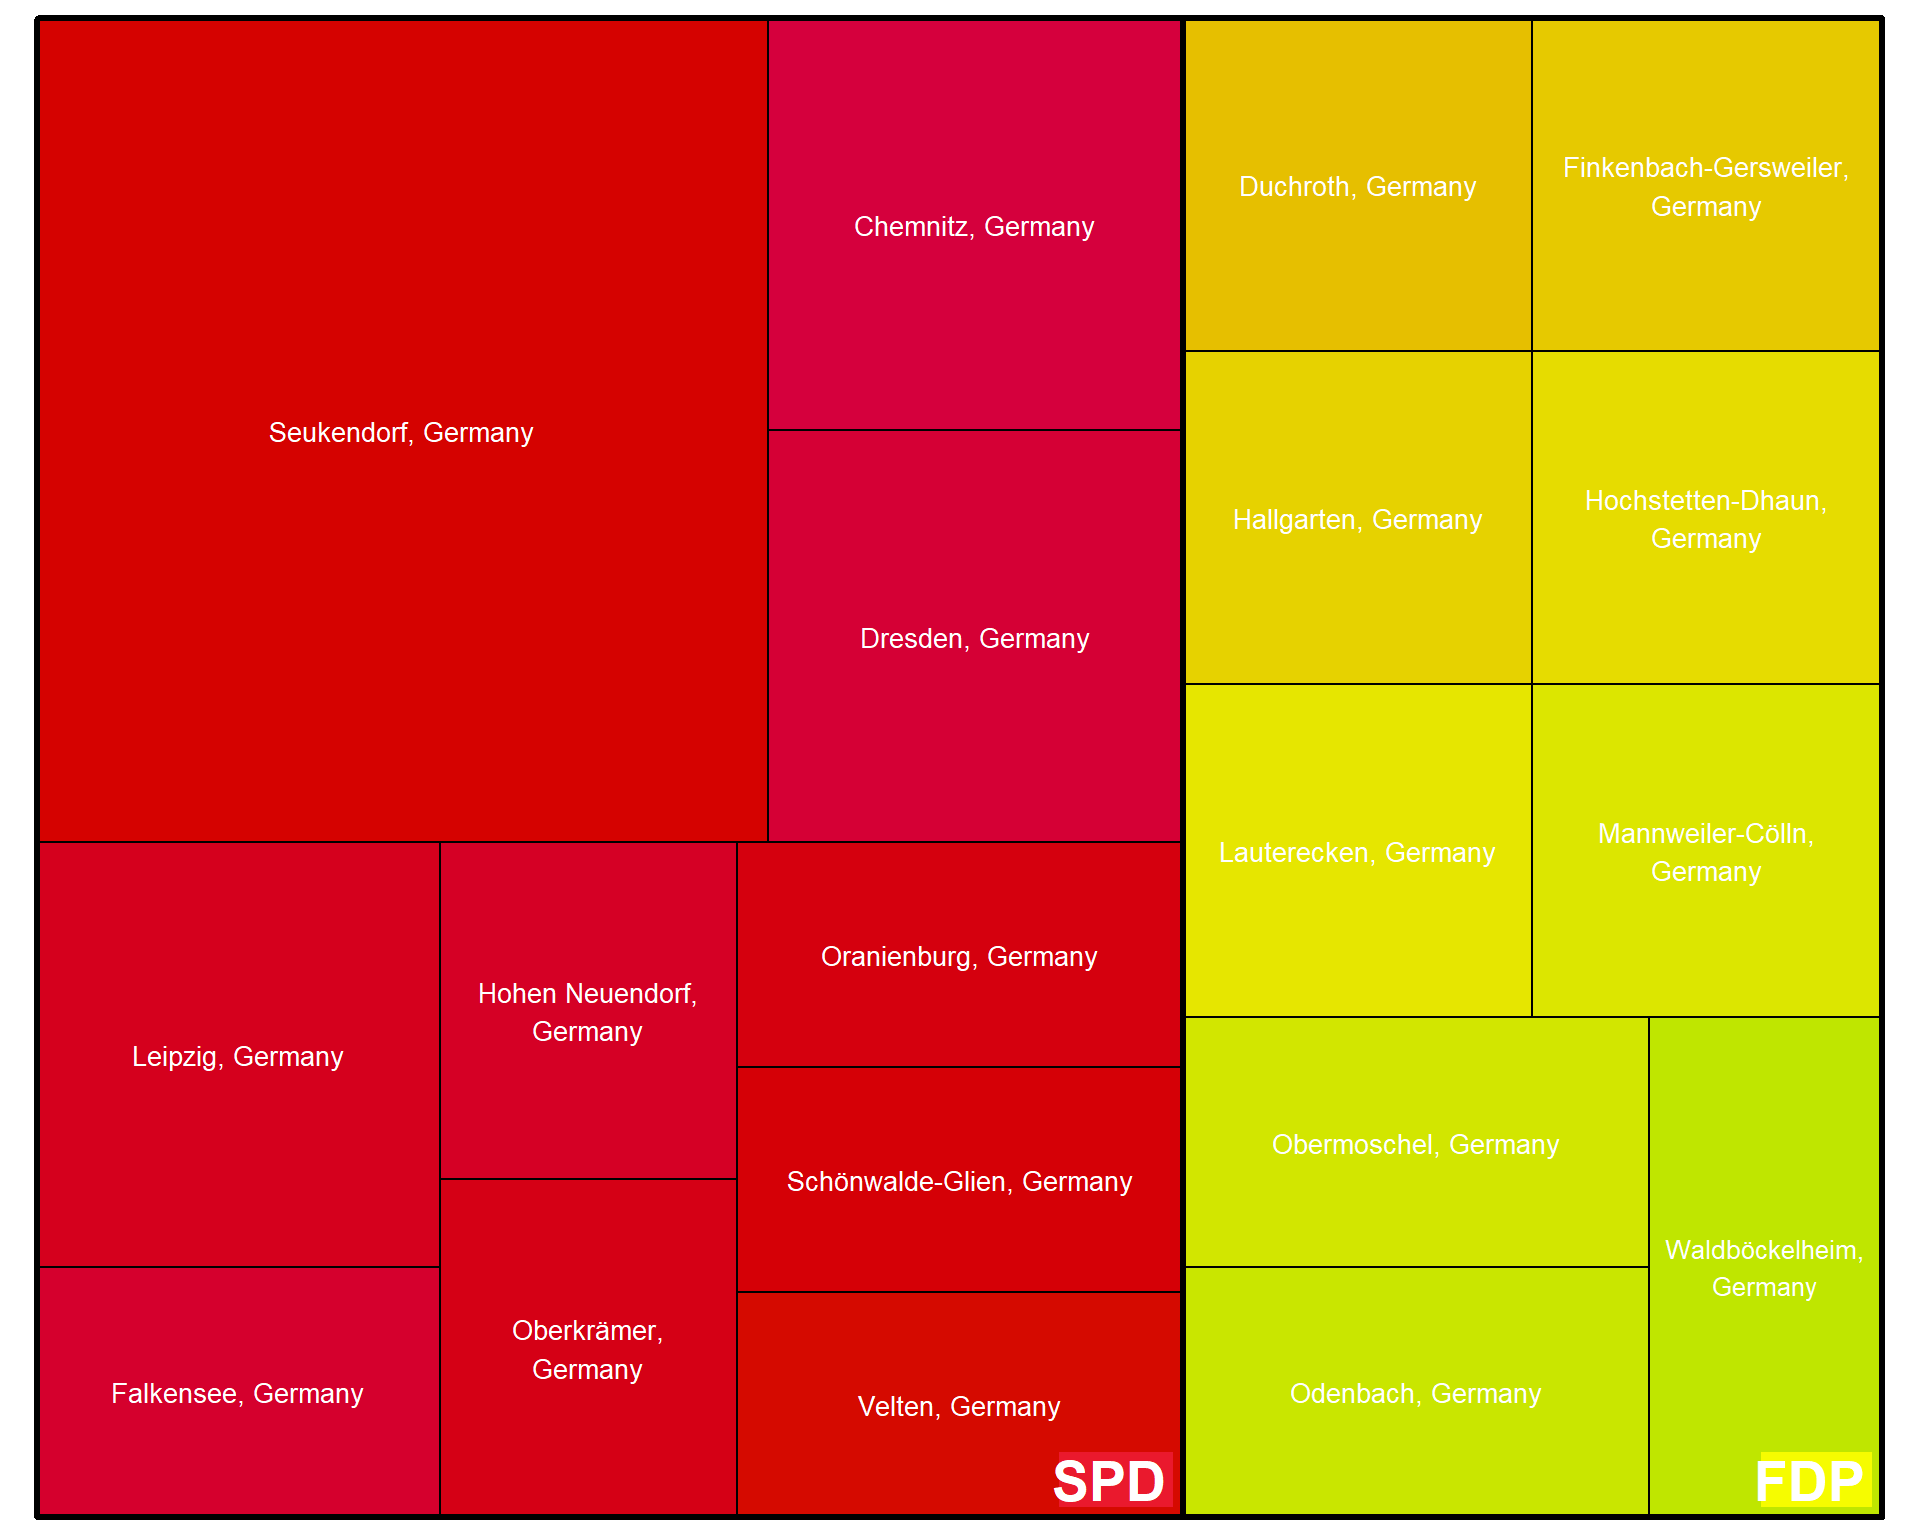 Seukendorf, Germany
Chemnitz, Germany
Dresden, Germany
Leipzig, Germany
Falkensee, Germany
Hohen Neuendorf,
Germany
Oberkrämer,
Germany
Oranienburg, Germany
Schönwalde-Glien, Germany
Velten, Germany
SPD
Duchroth, Germany
Finkenbach-Gersweiler,
Germany
Hallgarten, Germany
Hochstetten-Dhaun,
Germany
Lauterecken, Germany
Mannweiler-Cölln,
Germany
Obermoschel, Germany
Odenbach, Germany
Waldböckelheim,
Germany
FDP